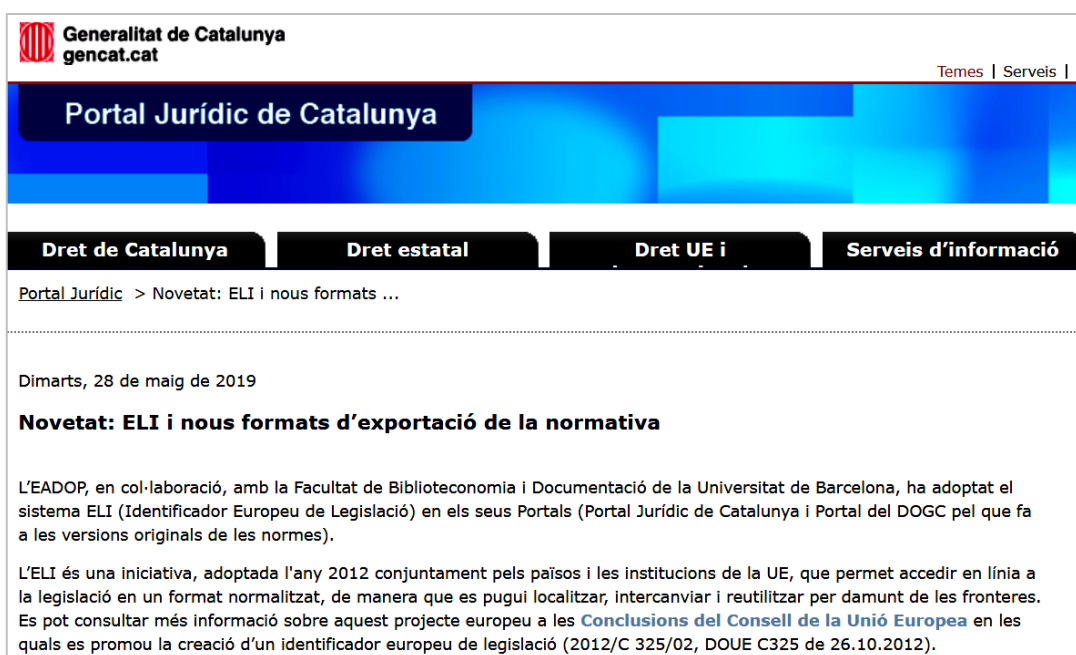 Generalitat de Catalunya
gencat.cat
Temes | Serveis |
Portal Jurídic de Catalunya
Dret de Catalunya Dret estatal Dret UE i Serveis d'informació
Portal Jurídic > Novetat: ELI i nous formats ...
Dimarts, 28 de maig de 2019
Novetat: ELI i nous formats d'exportació de la normativa
L'EADOP, en col·laboració, amb la Facultat de Biblioteconomia i Documentació de la Universitat de Barcelona, ha adoptat el
sistema ELI (Identificador Europeu de Legislació) en els seus Portals (Portal Jurídic de Catalunya i Portal del DOGC pel que fa
a les versions originals de les normes).
L'ELI és una iniciativa, adoptada l'any 2012 conjuntament pels països i les institucions de la UE, que permet accedir en línia a
la legislació en un format normalitzat, de manera que es pugui localitzar, intercanviar i reutilitzar per damunt de les fronteres.
Es pot consultar més informació sobre aquest projecte europeu a les Conclusions del Consell de la Unió Europea en les
quals es promou la creació d'un identificador europeu de legislació (2012/C 325/02, DOUE C325 de 26.10.2012).